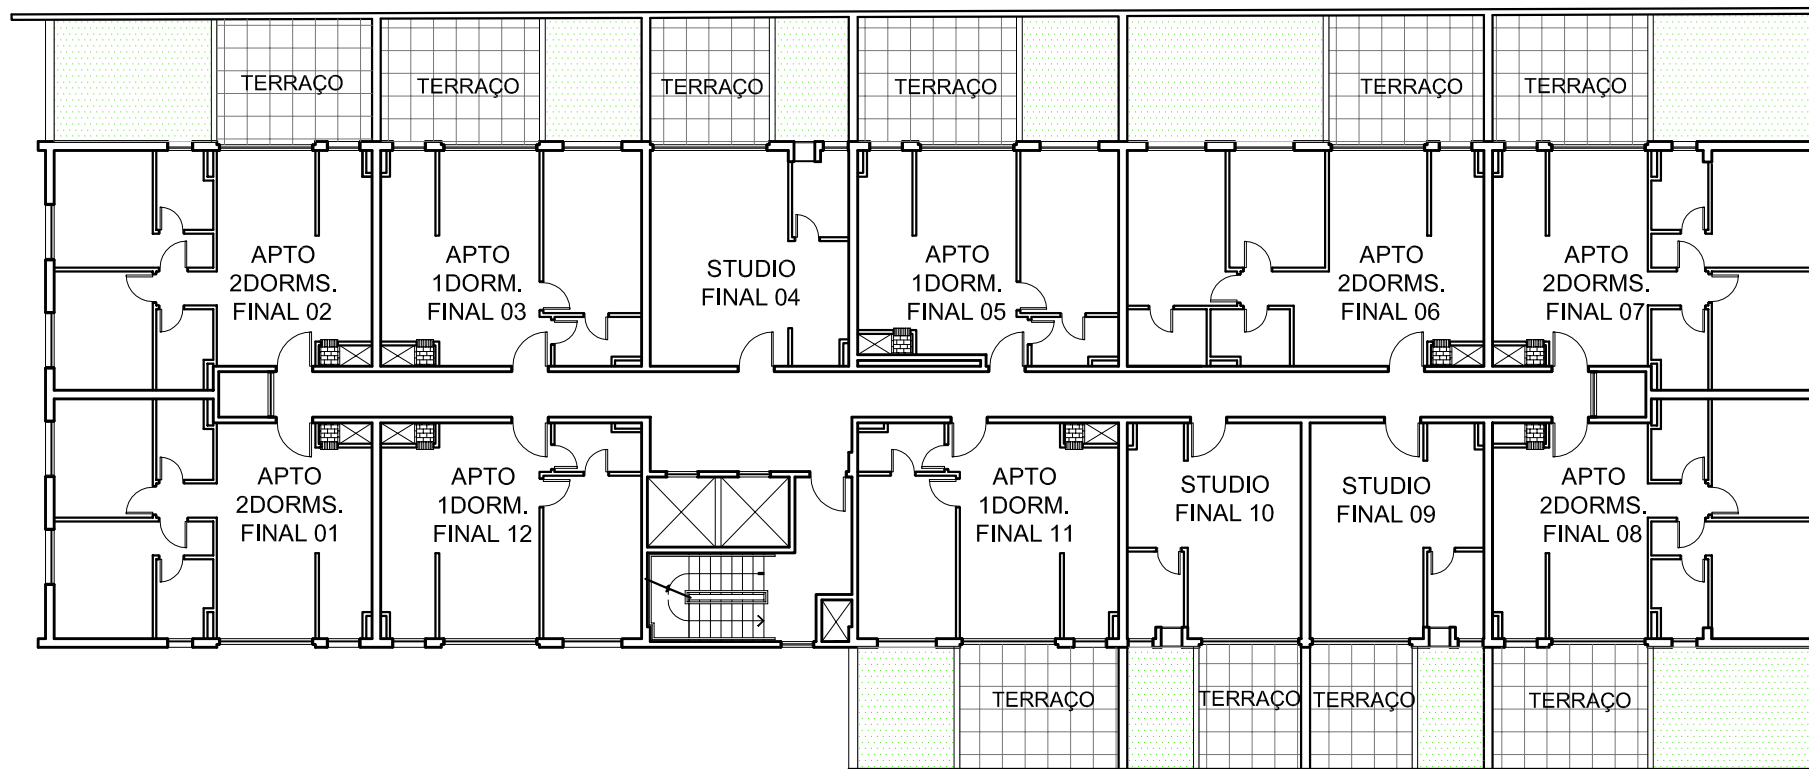 TERRAÇO
TERRAÇO
TERRAÇO
TERRAÇO
TERRAÇO
TERRAÇO
APTO
2DORMS.
FINAL 02
APTO
1DORM.
FINAL 03
STUDIO
FINAL 04
APTO
1DORM.
FINAL 05
APTO
2DORMS.
FINAL 06
APTO
2DORMS.
FINAL 07
APTO
2DORMS.
FINAL 01
APTO
1DORM.
FINAL 12
APTO
1DORM.
FINAL 11
STUDIO
FINAL 10
STUDIO
FINAL 09
APTO
2DORMS.
FINAL 08
TERRAÇO
TERRAÇO
TERRAÇO
TERRAÇO